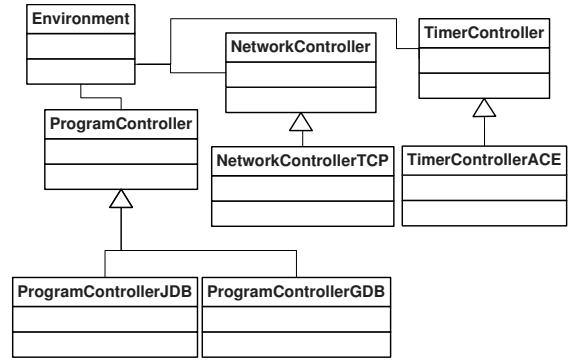 Environment
NetworkController
TimerController
ProgramController
NetworkControllerTCP
TimerControllerACE
ProgramControllerJDB
ProgramControllerGDB